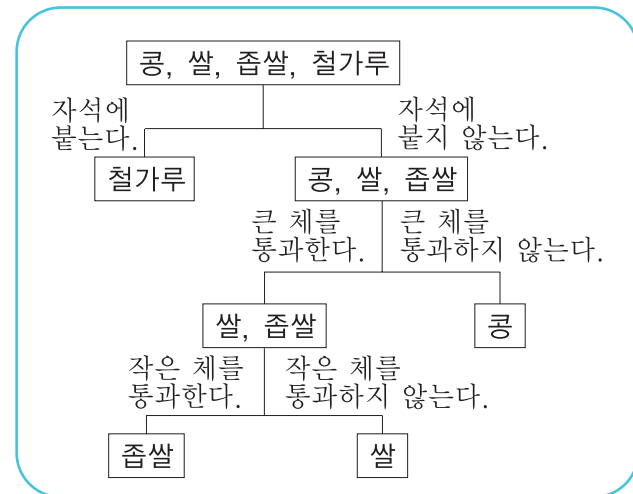 콩, 쌀, 좁쌀, 철가루
자석에
붙는다.
자석에
붙지 않는다.
철가루
콩, 쌀, 좁쌀
큰 체를
통과한다.
큰 체를
통과하지 않는다.
쌀, 좁쌀
콩
작은 체를
통과한다.
작은 체를
통과하지 않는다.
좁쌀
쌀